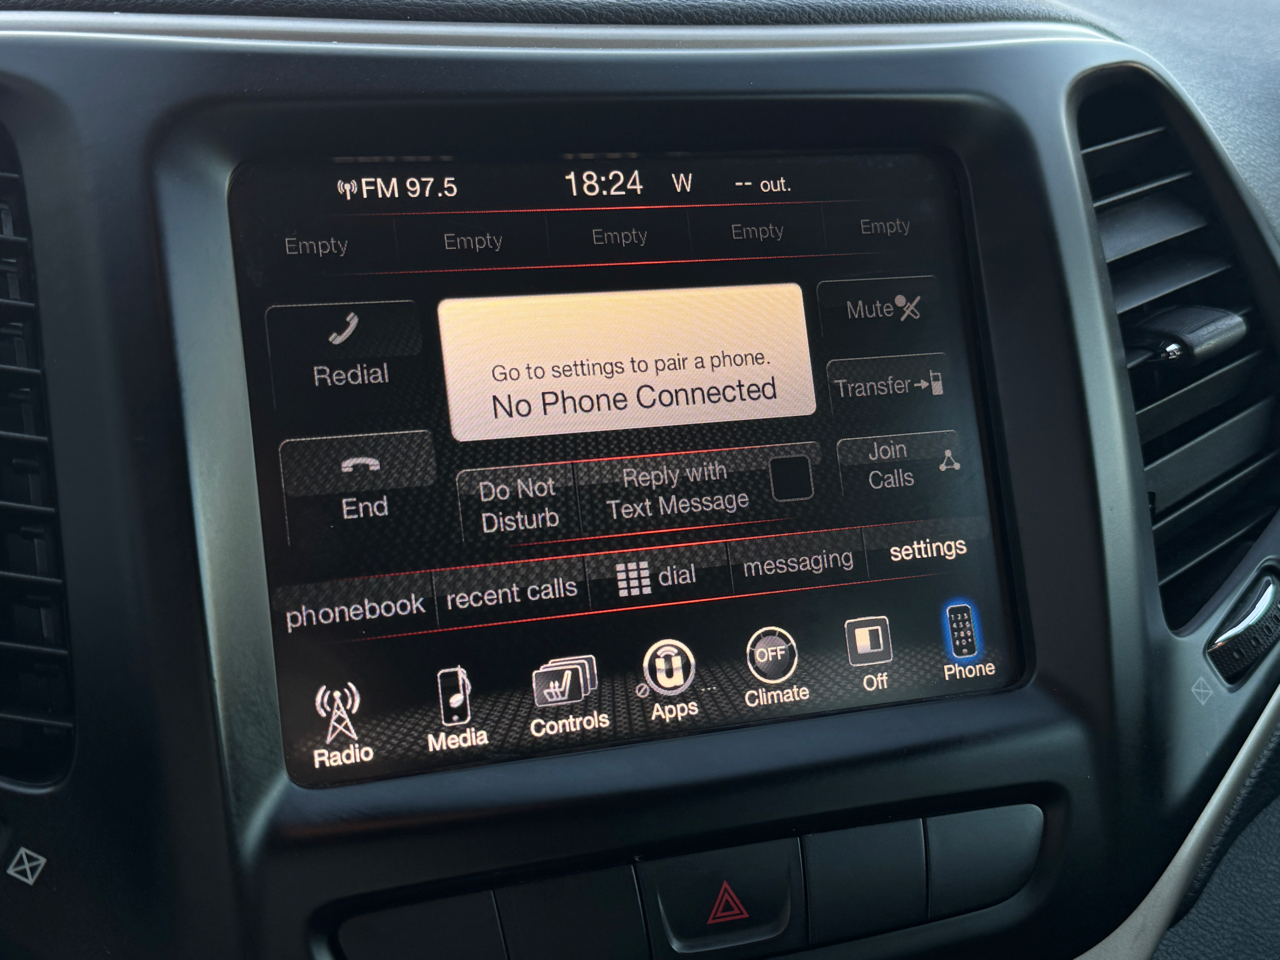 FM 97.5 18:24 W -- out.
Empty Empty Empty Empty Empty
Redial
Go to settings to pair a phone.
No Phone Connected
Mute
Transfer
End
Do Not
Disturb
Reply with
Text Message
Join
Calls
phonebook recent calls dial messaging settings
Radio Media Controls Apps ... OFF Climate Off Phone